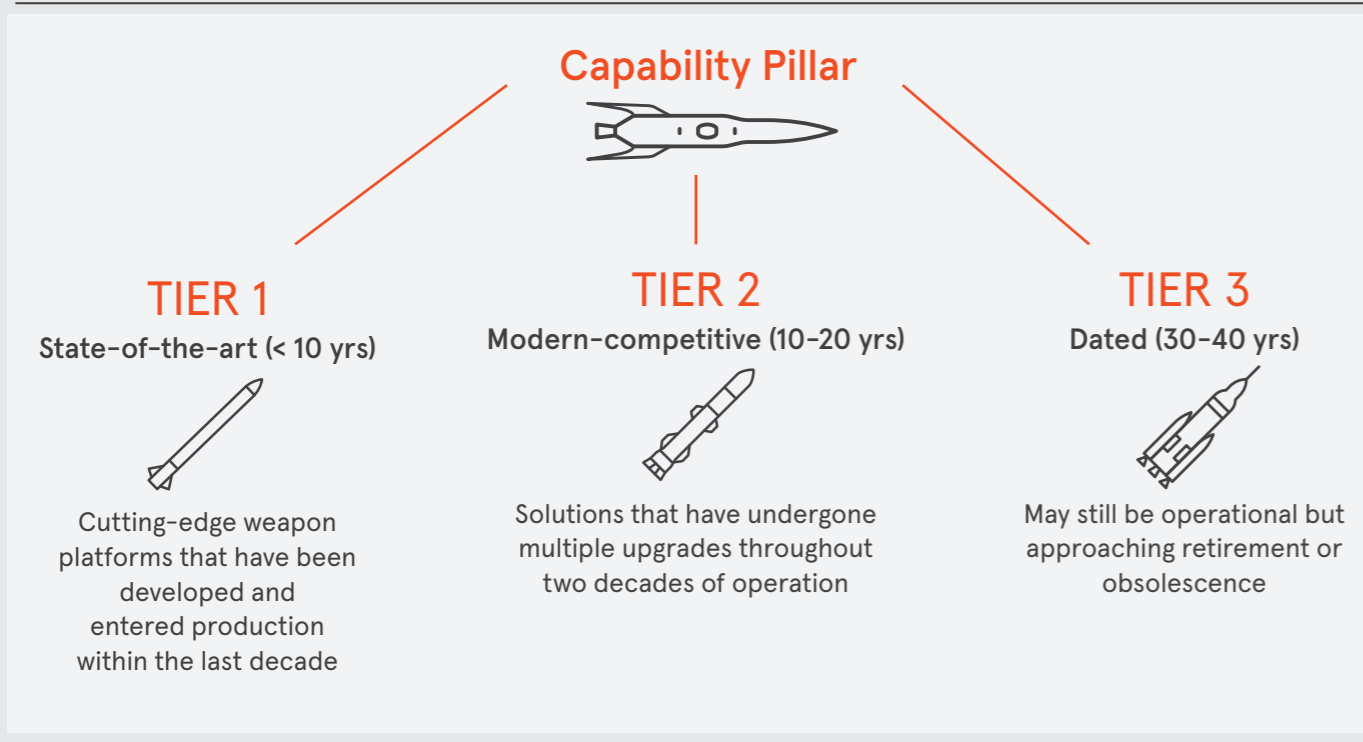 Capability Pillar
TIER 1
State-of-the-art (< 10 yrs)
Cutting-edge weapon
platforms that have been
developed and
entered production
within the last decade
TIER 2
Modern-competitive (10-20 yrs)
Solutions that have undergone
multiple upgrades throughout
two decades of operation
TIER 3
Dated (30-40 yrs)
May still be operational but
approaching retirement or
obsolescence